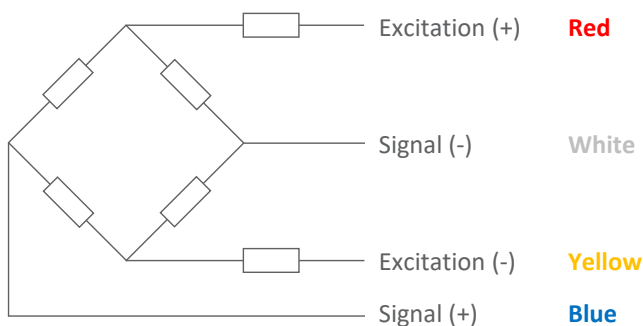 Excitation (+) Red
Signal (-) White
Excitation (-) Yellow
Signal (+) Blue